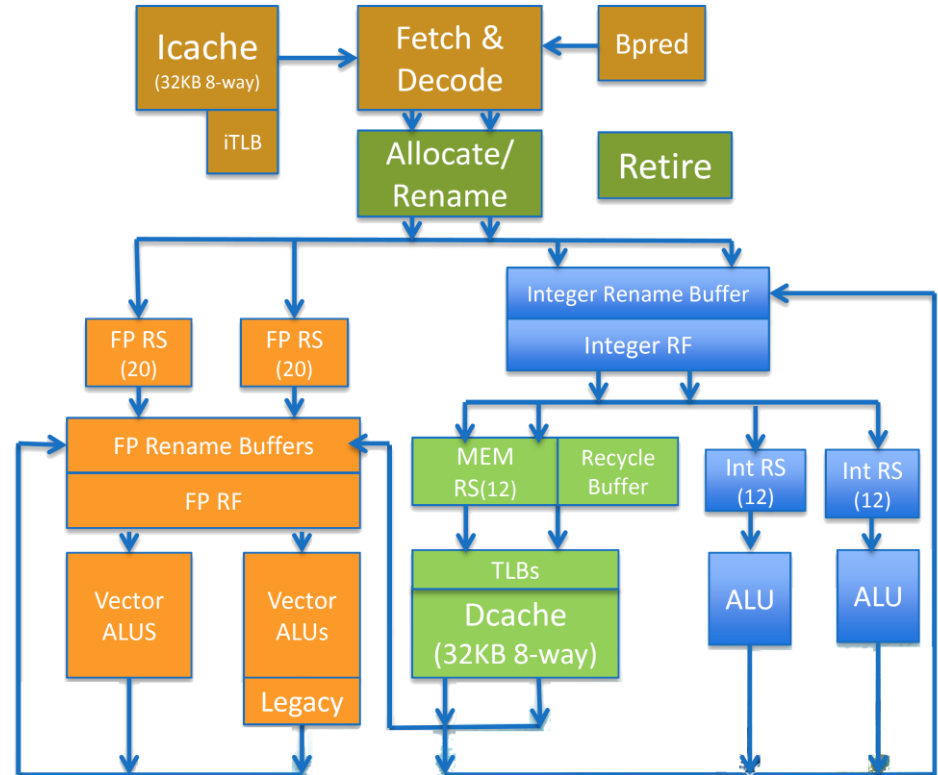 Icache
(32KB 8-way)
iTLB
Fetch &
Decode
Bpred
Allocate/
Rename
Retire
FP RS
(20)
FP RS
(20)
Integer Rename Buffer
Integer RF
FP Rename Buffers
FP RF
MEM
RS(12)
Recycle
Buffer
Int RS
(12)
Int RS
(12)
Vector
ALUS
Vector
ALUs
Legacy
TLBs
Dcache
(32KB 8-way)
ALU
ALU